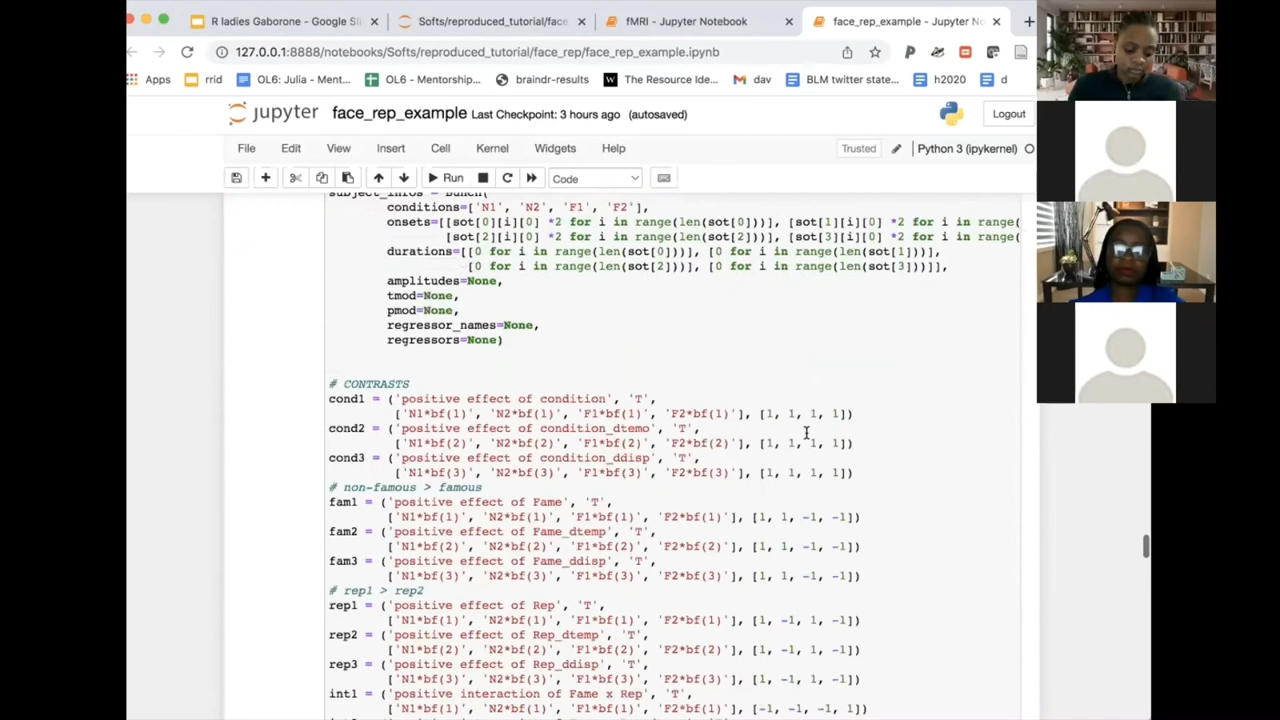 R ladies Gaborone - Google Sl
Softs/reproduced_tutorial/face
fMRI - Jupyter Notebook
face_rep_example - Jupyter No
127.0.0.1:8888/notebooks/Softs/reproduced_tutorial/face_rep/face_rep_example.ipynb
Apps rrid OL6: Julia - Ment... OL6 - Mentorship... braindr-results The Resource Ide... dav BLM twitter state... h2020 d
jupyter face_rep_example Last Checkpoint: 3 hours ago (autosaved) Logout
File Edit View Insert Cell Kernel Widgets Help Trusted Python 3 (ipykernel)
Run Code
subject_infos = Bunch(
conditions=['N1', 'N2', 'F1', 'F2'],
onsets=[[sot[0][i][0] *2 for i in range(len(sot[0]))], [sot[1][i][0] *2 for i in range(
[sot[2][i][0] *2 for i in range(len(sot[2]))], [sot[3][i][0] *2 for i in range(
durations=[[0 for i in range(len(sot[0]))], [0 for i in range(len(sot[1]))],
[0 for i in range(len(sot[2]))], [0 for i in range(len(sot[3]))]],
amplitudes=None,
tmod=None,
pmod=None,
regressor_names=None,
regressors=None)
# CONTRASTS
cond1 = ('positive effect of condition', 'T',
['N1*bf(1)', 'N2*bf(1)', 'F1*bf(1)', 'F2*bf(1)'], [1, 1, 1, 1])
cond2 = ('positive effect of condition_dtemo', 'T',
['N1*bf(2)', 'N2*bf(2)', 'F1*bf(2)', 'F2*bf(2)'], [1, 1, 1, 1])
cond3 = ('positive effect of condition_ddisp', 'T',
['N1*bf(3)', 'N2*bf(3)', 'F1*bf(3)', 'F2*bf(3)'], [1, 1, 1, 1])
# non-famous > famous
fam1 = ('positive effect of Fame', 'T',
['N1*bf(1)', 'N2*bf(1)', 'F1*bf(1)', 'F2*bf(1)'], [1, 1, -1, -1])
fam2 = ('positive effect of Fame_dtemp', 'T',
['N1*bf(2)', 'N2*bf(2)', 'F1*bf(2)', 'F2*bf(2)'], [1, 1, -1, -1])
fam3 = ('positive effect of Fame_ddisp', 'T',
['N1*bf(3)', 'N2*bf(3)', 'F1*bf(3)', 'F2*bf(3)'], [1, 1, -1, -1])
# rep1 > rep2
rep1 = ('positive effect of Rep', 'T',
['N1*bf(1)', 'N2*bf(1)', 'F1*bf(1)', 'F2*bf(1)'], [1, -1, 1, -1])
rep2 = ('positive effect of Rep_dtemp', 'T',
['N1*bf(2)', 'N2*bf(2)', 'F1*bf(2)', 'F2*bf(2)'], [1, -1, 1, -1])
rep3 = ('positive effect of Rep_ddisp', 'T',
['N1*bf(3)', 'N2*bf(3)', 'F1*bf(3)', 'F2*bf(3)'], [1, -1, 1, -1])
int1 = ('positive interaction of Fame x Rep', 'T',
['N1*bf(1)', 'N2*bf(1)', 'F1*bf(1)', 'F2*bf(1)'], [-1, -1, -1, 1])